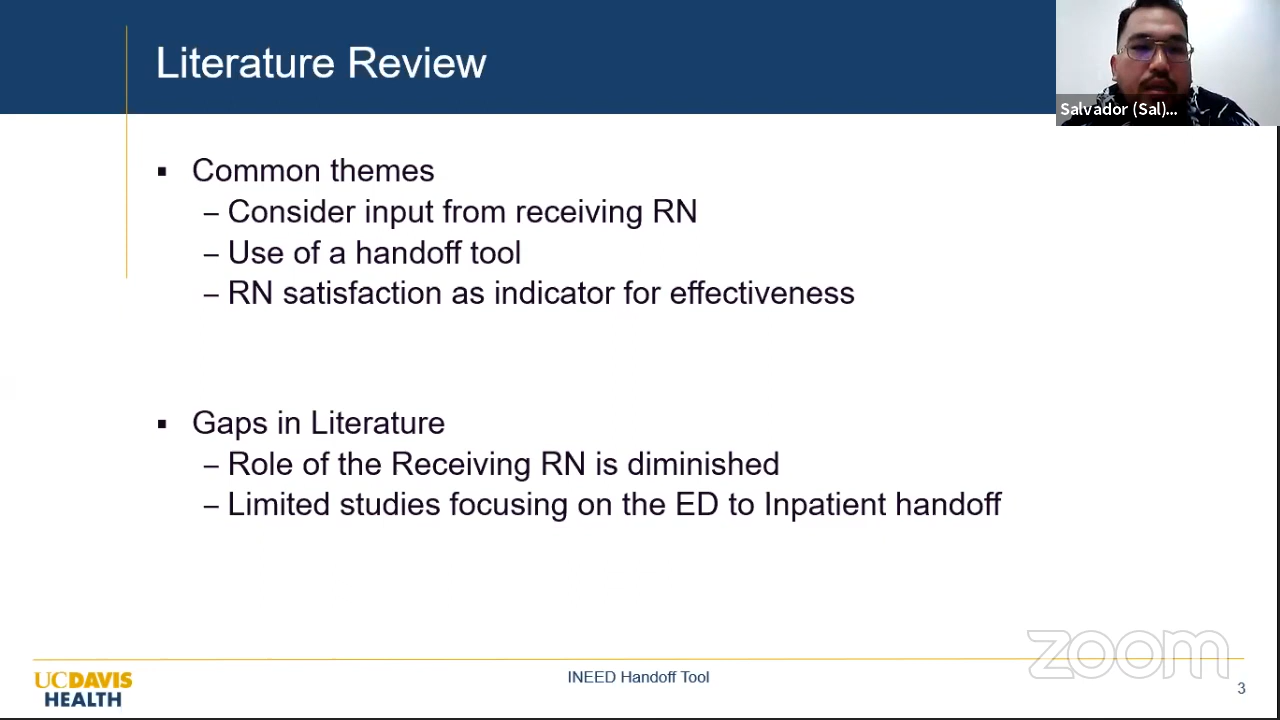 Literature Review
Salvador (Sal)...
▪ Common themes
– Consider input from receiving RN
– Use of a handoff tool
– RN satisfaction as indicator for effectiveness
▪ Gaps in Literature
– Role of the Receiving RN is diminished
– Limited studies focusing on the ED to Inpatient handoff
zoom
UCDAVIS
HEALTH
INEED Handoff Tool
3